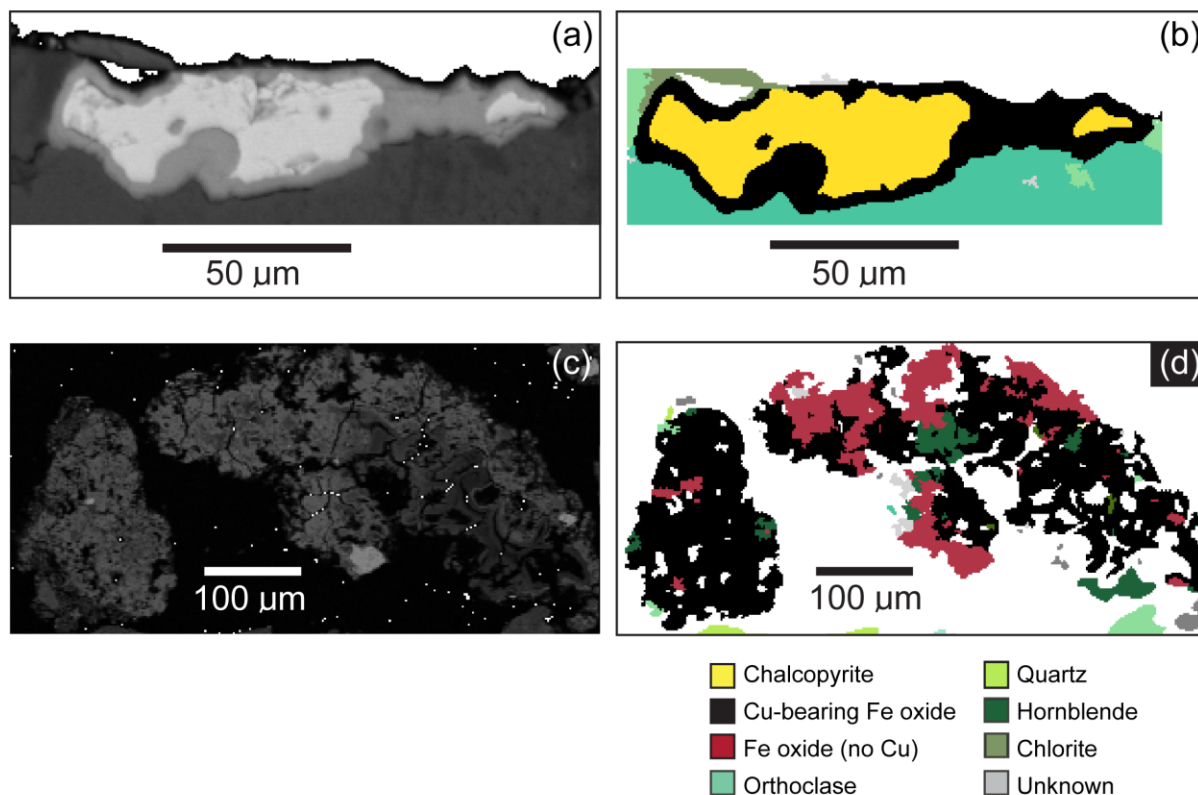 (a)
50 µm
(b)
50 µm
(c)
100 µm
(d)
100 µm
Chalcopyrite
Cu-bearing Fe oxide
Fe oxide (no Cu)
Orthoclase
Quartz
Hornblende
Chlorite
Unknown